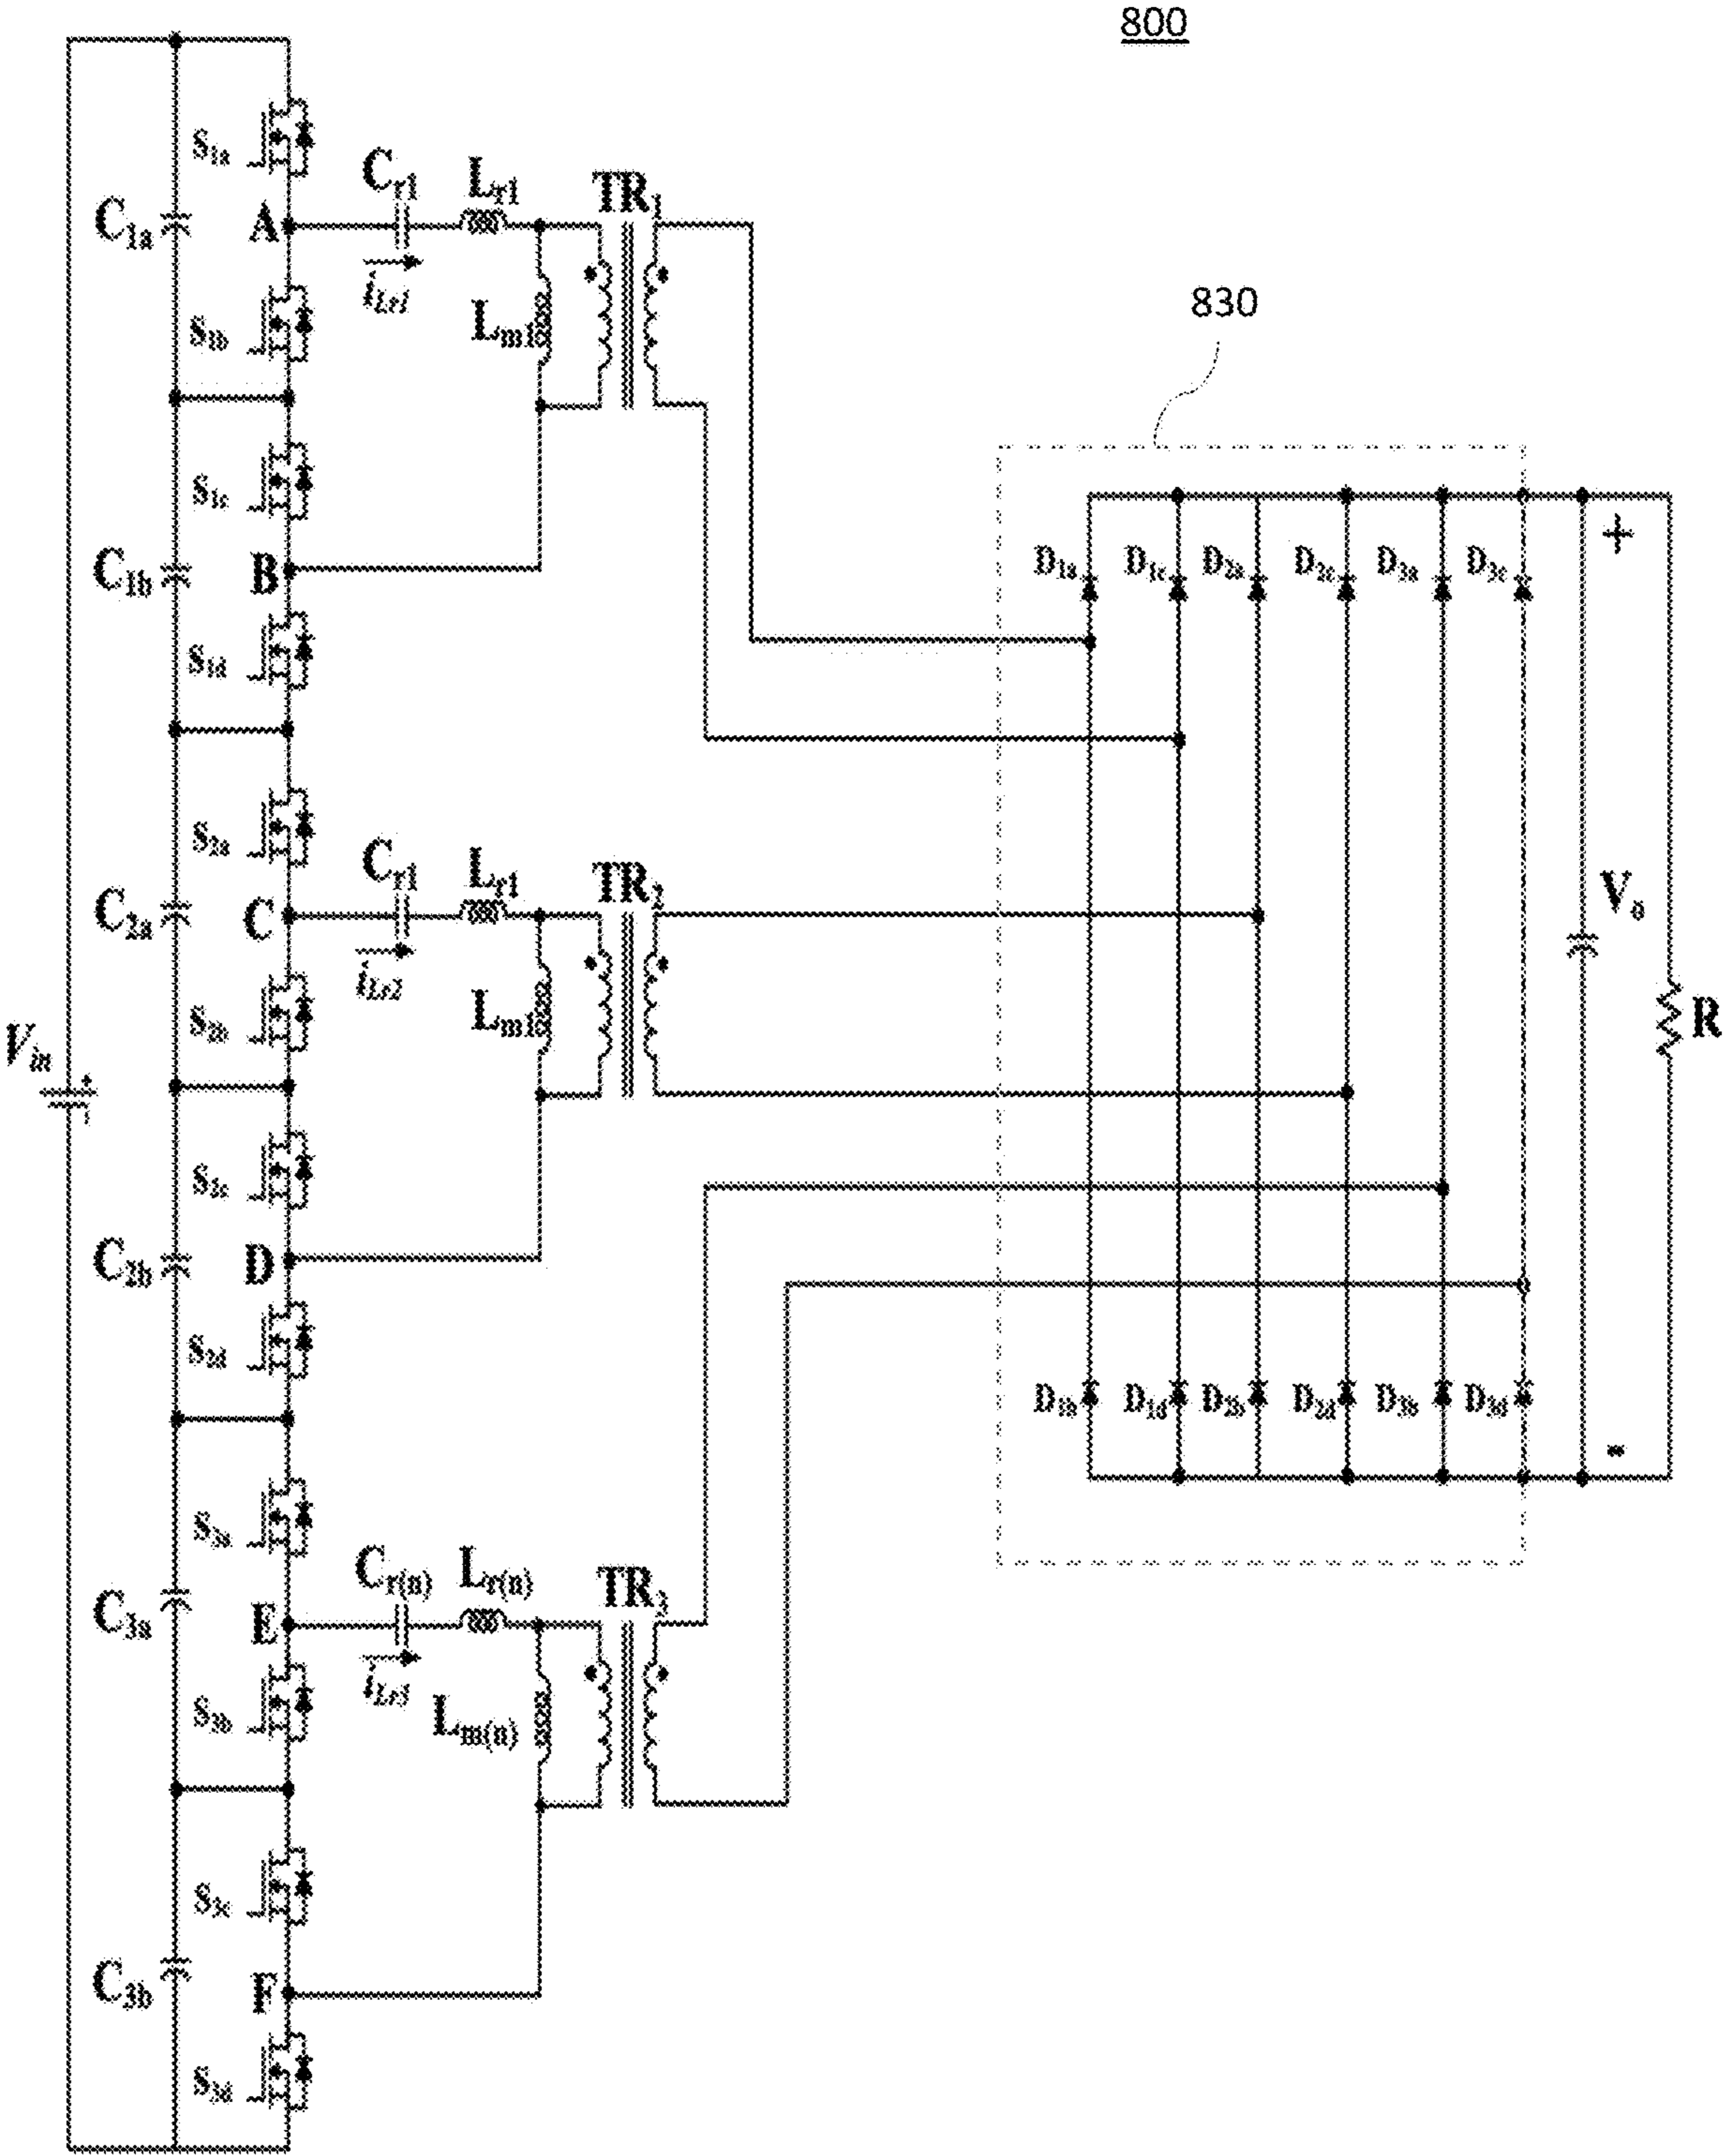 800
S1a
Cr1
Lr1
TR1
C1a
A
iLr1
Lm1
S1b
830
S1c
C1b
B
D1a
D1c
D2a
D2c
D3a
D3c
+
S1d
S2a
Cr1
Lr1
TR2
C2a
C
iLr2
Lm1
S2b
Vo
Vin
+
-
R
S2c
C2b
D
S2d
D1b
D1d
D2b
D2d
D3b
D3d
-
S3a
Cr(n)
Lr(n)
TR3
C3a
E
iLr3
Lm(n)
S3b
S3c
C3b
F
S3d